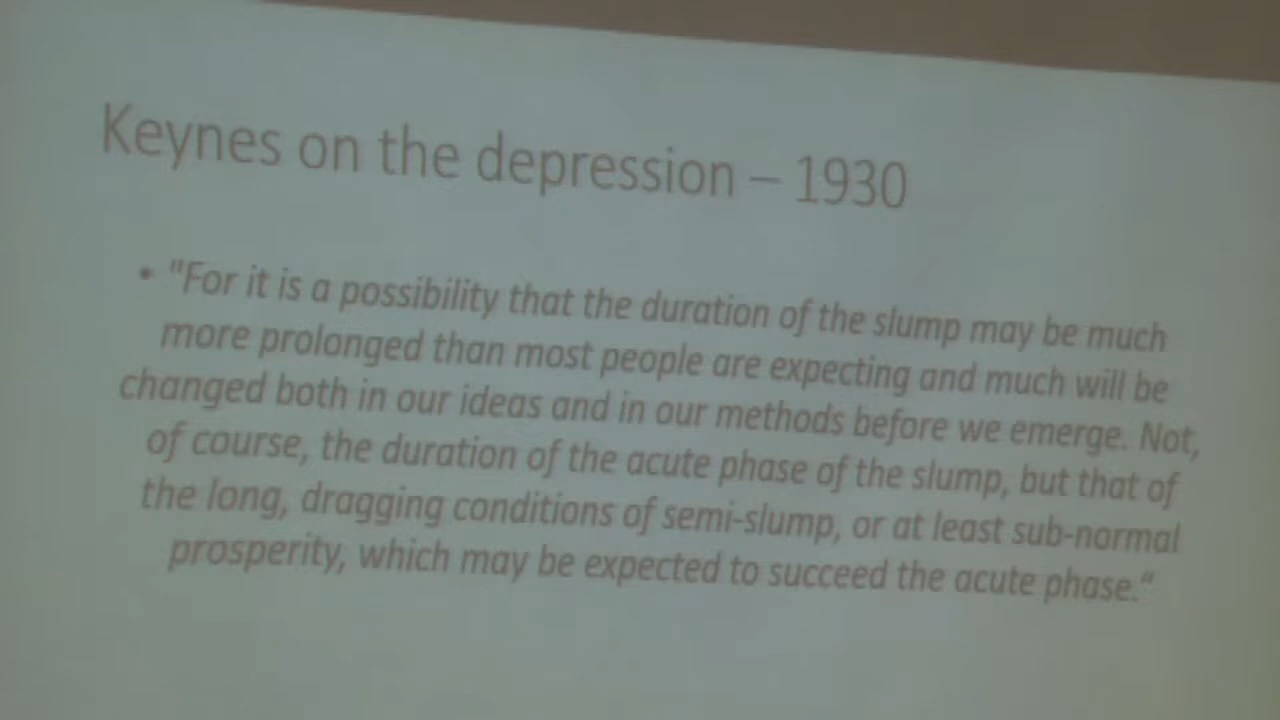 Keynes on the depression – 1930
• "For it is a possibility that the duration of the slump may be much
more prolonged than most people are expecting and much will be
changed both in our ideas and in our methods before we emerge. Not,
of course, the duration of the acute phase of the slump, but that of
the long, dragging conditions of semi-slump, or at least sub-normal
prosperity, which may be expected to succeed the acute phase.“